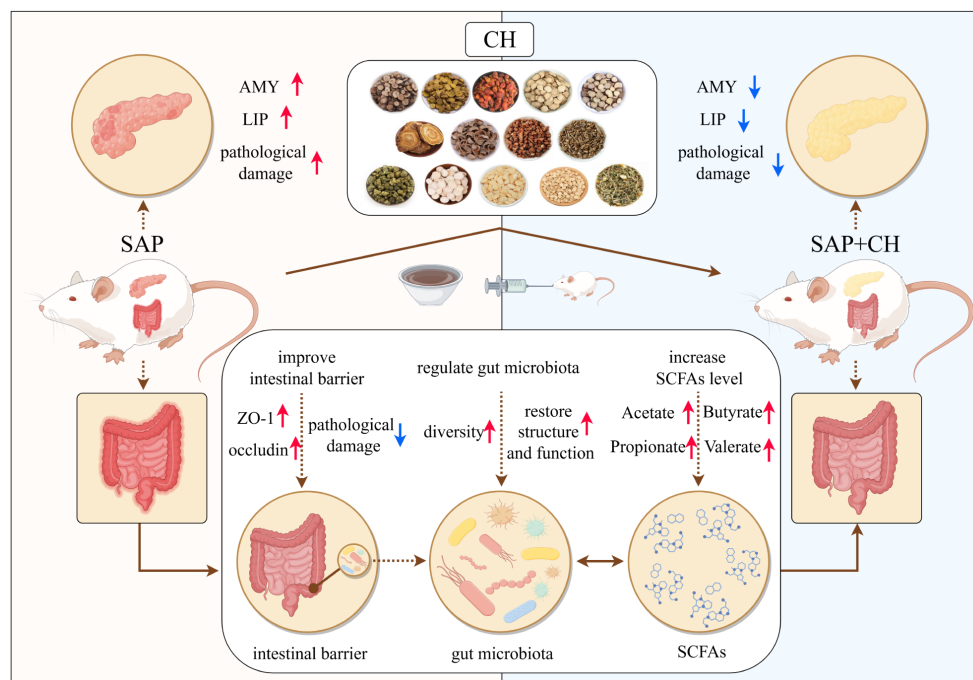 CH
AMY
LIP
pathological
damage
AMY
LIP
pathological
damage
SAP
SAP+CH
improve
intestinal barrier
ZO-1
occludin
pathological
damage
regulate gut microbiota
diversity
restore
structure
and function
increase
SCFAs level
Acetate
Butyrate
Propionate
Valerate
intestinal barrier
gut microbiota
SCFAs